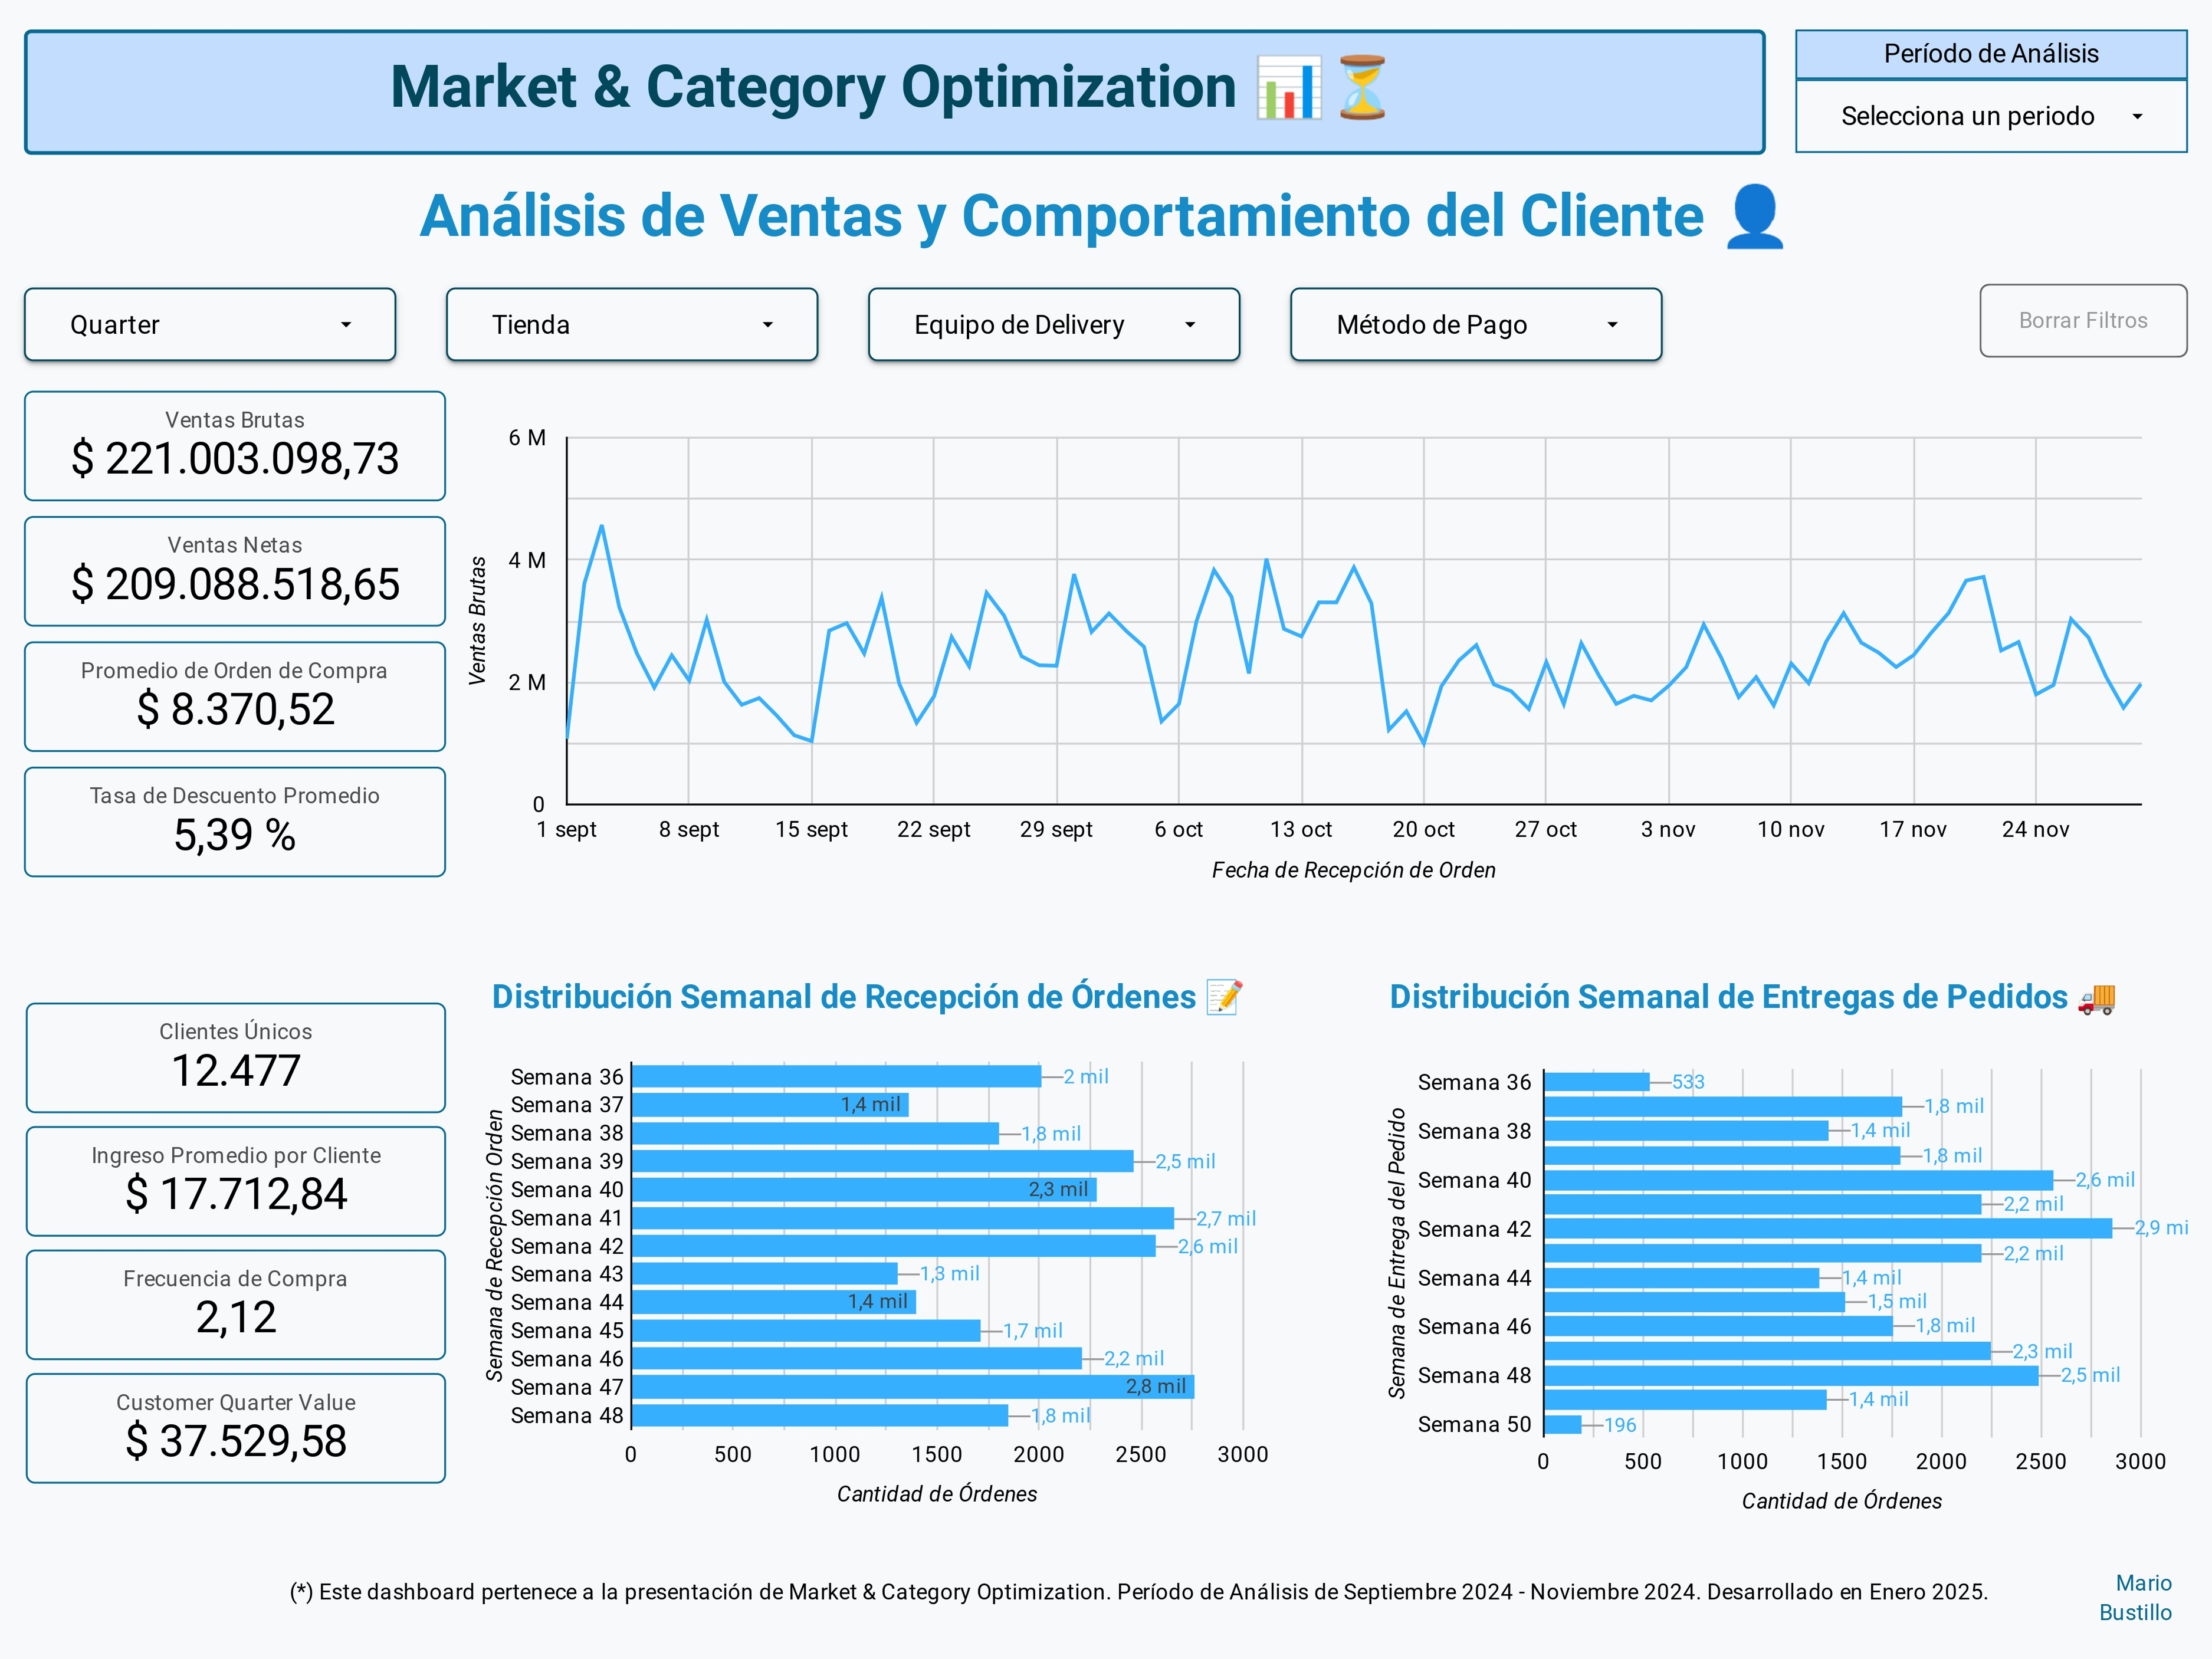 Market & Category Optimization 📊⏳
Período de Análisis
Selecciona un periodo
Análisis de Ventas y Comportamiento del Cliente 👤
Quarter
Tienda
Equipo de Delivery
Método de Pago
Borrar Filtros
Ventas Brutas
$ 221.003.098,73
Ventas Netas
$ 209.088.518,65
Promedio de Orden de Compra
$ 8.370,52
Tasa de Descuento Promedio
5,39 %
Ventas Brutas
6 M
4 M
2 M
0
1 sept
8 sept
15 sept
22 sept
29 sept
6 oct
13 oct
20 oct
27 oct
3 nov
10 nov
17 nov
24 nov
Fecha de Recepción de Orden
Clientes Únicos
12.477
Ingreso Promedio por Cliente
$ 17.712,84
Frecuencia de Compra
2,12
Customer Quarter Value
$ 37.529,58
Distribución Semanal de Recepción de Órdenes 📝
Semana de Recepción Orden
Semana 36 2 mil
Semana 37 1,4 mil
Semana 38 1,8 mil
Semana 39 2,5 mil
Semana 40 2,3 mil
Semana 41 2,7 mil
Semana 42 2,6 mil
Semana 43 1,3 mil
Semana 44 1,4 mil
Semana 45 1,7 mil
Semana 46 2,2 mil
Semana 47 2,8 mil
Semana 48 1,8 mil
0 500 1000 1500 2000 2500 3000
Cantidad de Órdenes
Distribución Semanal de Entregas de Pedidos 🚚
Semana de Entrega del Pedido
Semana 36 533
1,8 mil
Semana 38 1,4 mil
1,8 mil
Semana 40 2,6 mil
2,2 mil
Semana 42 2,9 mi
2,2 mil
Semana 44 1,4 mil
1,5 mil
Semana 46 1,8 mil
2,3 mil
Semana 48 2,5 mil
1,4 mil
Semana 50 196
0 500 1000 1500 2000 2500 3000
Cantidad de Órdenes
(*) Este dashboard pertenece a la presentación de Market & Category Optimization. Período de Análisis de Septiembre 2024 - Noviembre 2024. Desarrollado en Enero 2025.
Mario
Bustillo